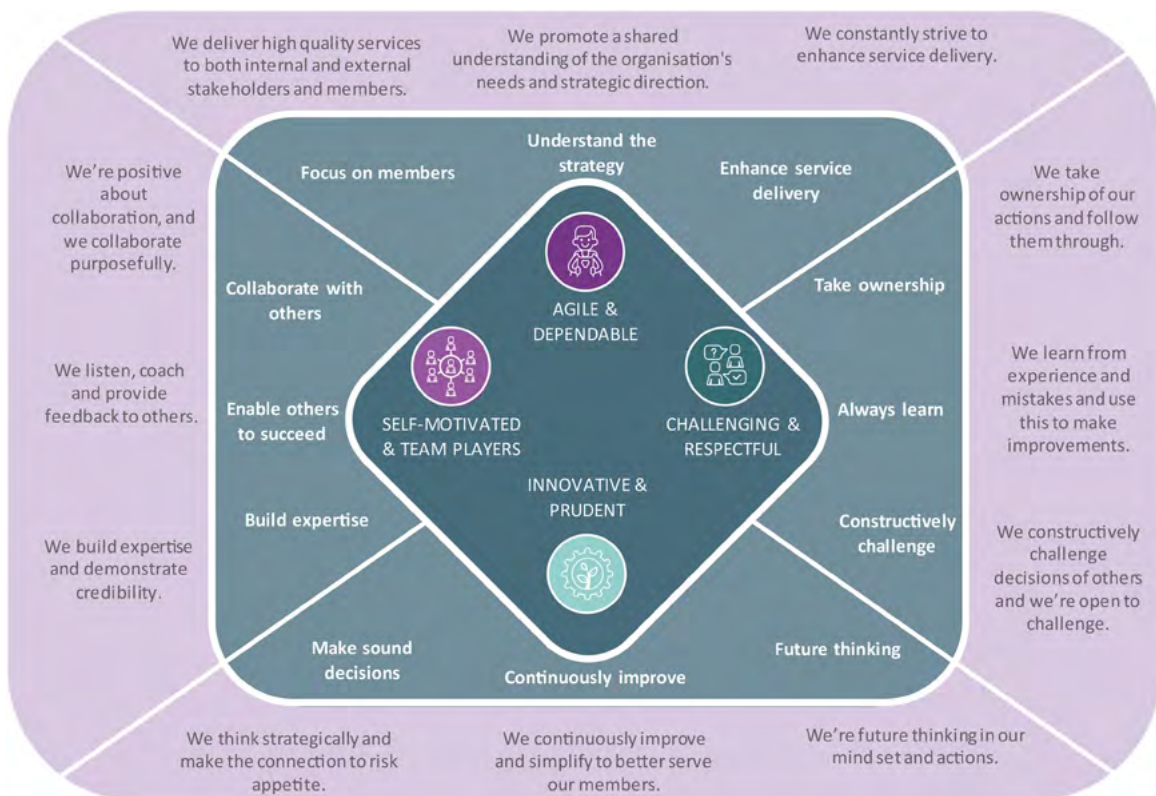 We deliver high quality services
to both internal and external
stakeholders and members.
We promote a shared
understanding of the organisation's
needs and strategic direction.
We constantly strive to
enhance service delivery.
Focus on members
Understand the
strategy
Enhance service
delivery
We're positive
about
collaboration, and
we collaborate
purposefully.
We listen, coach
and provide
feedback to others.
We build expertise
and demonstrate
credibility.
Collaborate with
others
Enable others
to succeed
Build expertise
AGILE &
DEPENDABLE
SELF-MOTIVATED
& TEAM PLAYERS
CHALLENGING &
RESPECTFUL
INNOVATIVE &
PRUDENT
?
Take ownership
Always learn
Constructively
challenge
We take
ownership of our
actions and follow
them through.
We learn from
experience and
mistakes and use
this to make
improvements.
We constructively
challenge
decisions of others
and we're open to
challenge.
Make sound
decisions
Continuously improve
Future thinking
We think strategically and
make the connection to risk
appetite.
We continuously improve
and simplify to better serve
our members.
We're future thinking in our
mind set and actions.